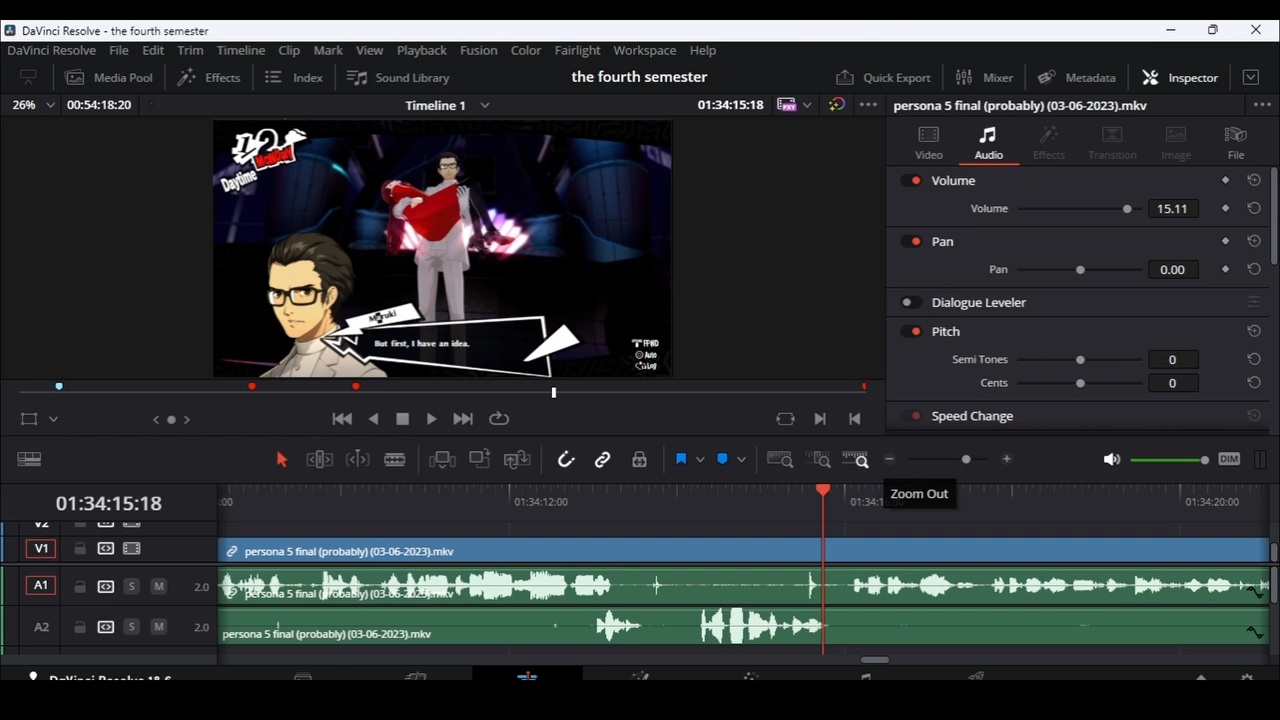 DaVinci Resolve - the fourth semester
DaVinci Resolve File Edit Trim Timeline Clip Mark View Playback Fusion Color Fairlight Workspace Help
Media Pool Effects Index Sound Library the fourth semester Quick Export Mixer Metadata Inspector
26% 00:54:18:20 Timeline 1 01:34:15:18 PXY persona 5 final (probably) (03-06-2023).mkv
Video Audio Effects Transition Image File
Monday
Daytime
Volume
Volume 15.11
Pan
Pan 0.00
Dialogue Leveler
Maruki
Pitch
But first, I have an idea.
FFWD
Auto
Log
Semi Tones 0
Cents 0
Speed Change
DIM
Zoom Out
01:34:15:18 :00 01:34:12:00 01:34:20:00
V2
V1 persona 5 final (probably) (03-06-2023).mkv
A1 S M 2.0 persona 5 final (probably) (03-06-2023).mkv
A2 S M 2.0 persona 5 final (probably) (03-06-2023).mkv
DaVinci Resolve 18.6